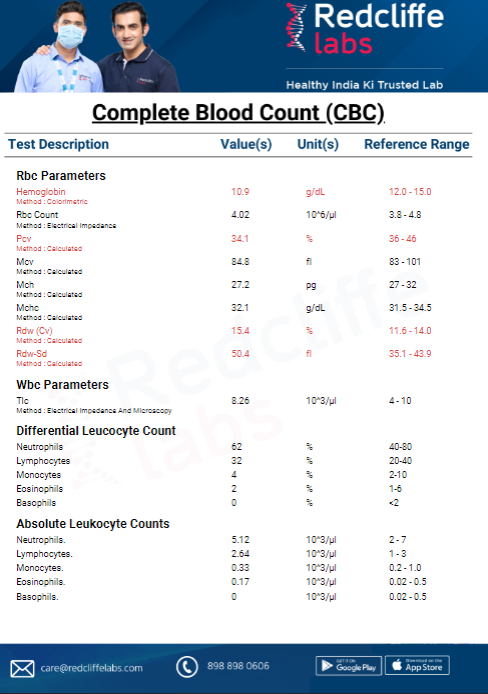 Redcliffe
labs
Healthy India Ki Trusted Lab
Complete Blood Count (CBC)
Test Description Value(s) Unit(s) Reference Range
Rbc Parameters
Hemoglobin 10.9 g/dL 12.0 - 15.0
Method : Colorimetric
Rbc Count 4.02 10^6/µl 3.8 - 4.8
Method : Electrical Impedance
Pcv 34.1 % 36 - 46
Method : Calculated
Mcv 84.8 fl 83 - 101
Method : Calculated
Mch 27.2 pg 27 - 32
Method : Calculated
Mchc 32.1 g/dL 31.5 - 34.5
Method : Calculated
Rdw (Cv) 15.4 % 11.6 - 14.0
Method : Calculated
Rdw-Sd 50.4 fl 35.1 - 43.9
Method : Calculated
Wbc Parameters
Tlc 8.26 10^3/µl 4 - 10
Method : Electrical Impedance And Microscopy
Differential Leucocyte Count
Neutrophils 62 % 40-80
Lymphocytes 32 % 20-40
Monocytes 4 % 2-10
Eosinophils 2 % 1-6
Basophils 0 % <2
Absolute Leukocyte Counts
Neutrophils. 5.12 10^3/µl 2 - 7
Lymphocytes. 2.64 10^3/µl 1 - 3
Monocytes. 0.33 10^3/µl 0.2 - 1.0
Eosinophils. 0.17 10^3/µl 0.02 - 0.5
Basophils. 0 10^3/µl 0.02 - 0.5
Redcliffe
labs
care@redcliffelabs.com 898 898 0606 GET IT ON Google Play Download on the App Store